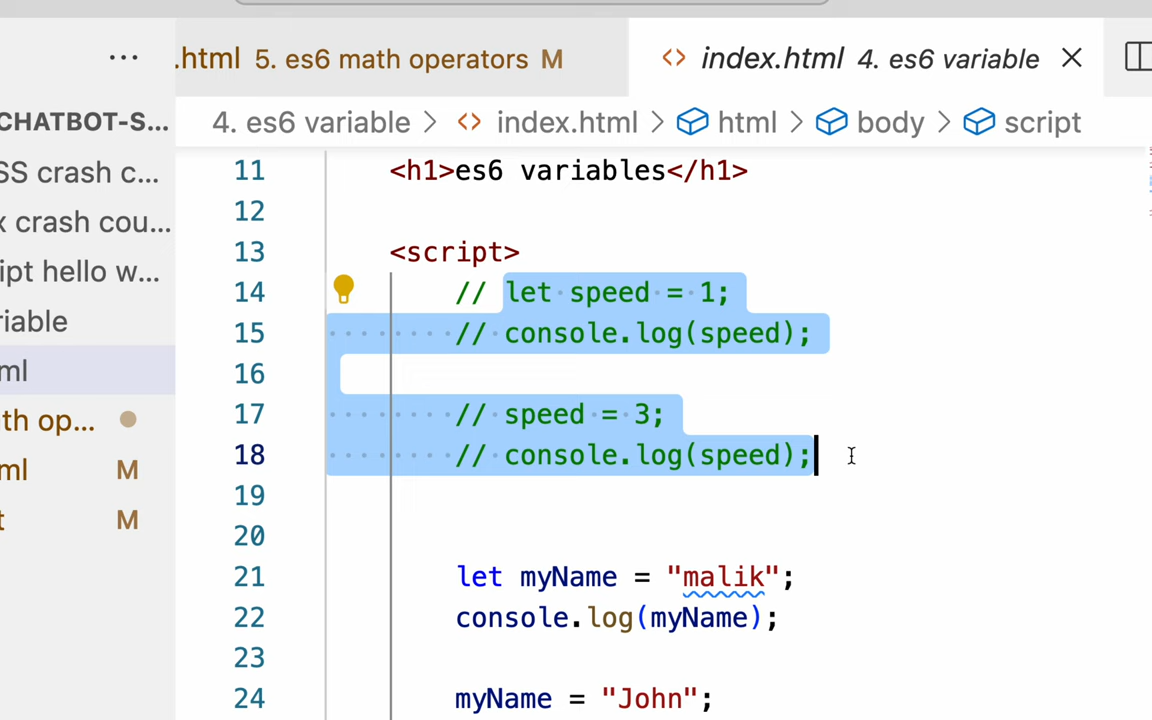 .html 5. es6 math operators M
index.html 4. es6 variable
CHATBOT-S...
4. es6 variable > index.html > html > body > script
SS crash c...
x crash cou...
ipt hello w...
riable
ml
th op...
ml M
t M
11 <h1>es6 variables</h1>
12
13 <script>
14 // let speed = 1;
15 // console.log(speed);
16
17 // speed = 3;
18 // console.log(speed);
19
20
21 let myName = "malik";
22 console.log(myName);
23
24 myName = "John";